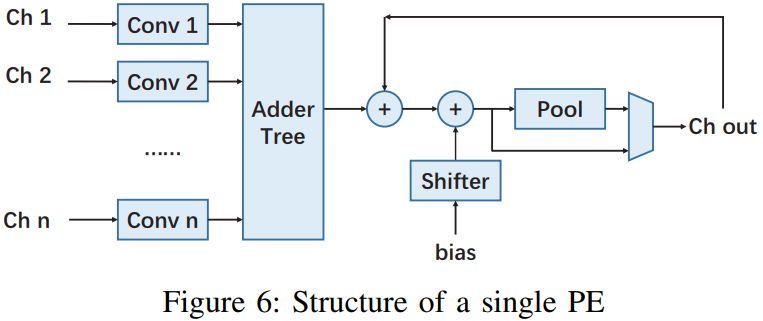 Ch 1
Conv 1
Ch 2
Conv 2
Adder
Tree
+
+
Pool
Ch out
......
Shifter
Ch n
Conv n
bias
Figure 6: Structure of a single PE